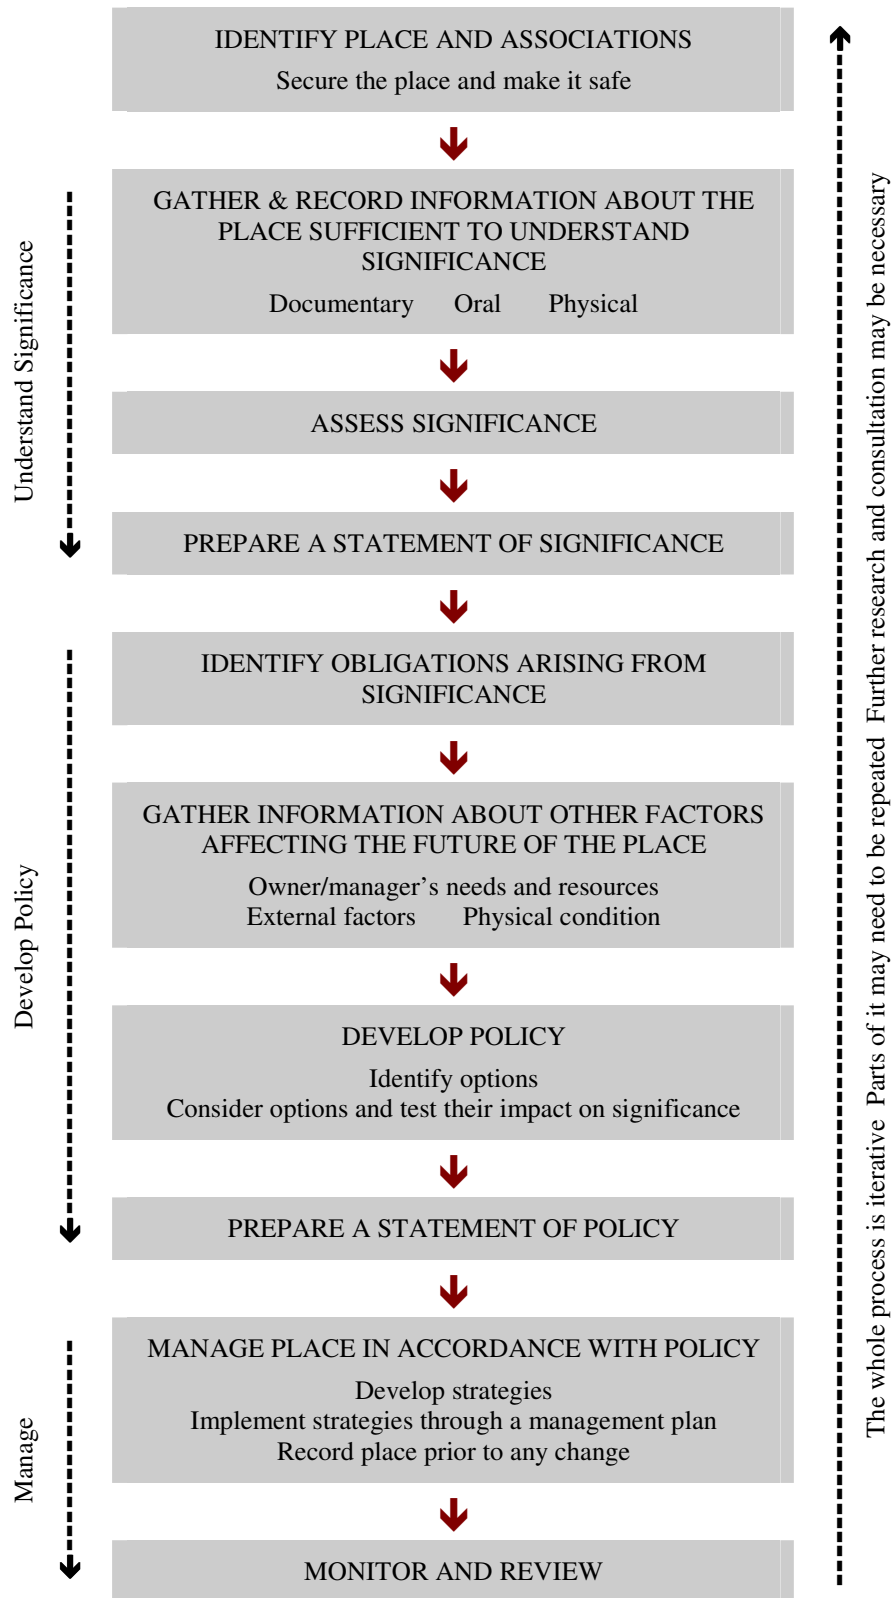 IDENTIFY PLACE AND ASSOCIATIONS
Secure the place and make it safe
GATHER & RECORD INFORMATION ABOUT THE
PLACE SUFFICIENT TO UNDERSTAND
SIGNIFICANCE
Documentary Oral Physical
ASSESS SIGNIFICANCE
PREPARE A STATEMENT OF SIGNIFICANCE
Understand Significance
IDENTIFY OBLIGATIONS ARISING FROM
SIGNIFICANCE
GATHER INFORMATION ABOUT OTHER FACTORS
AFFECTING THE FUTURE OF THE PLACE
Owner/manager’s needs and resources
External factors Physical condition
DEVELOP POLICY
Identify options
Consider options and test their impact on significance
PREPARE A STATEMENT OF POLICY
Develop Policy
MANAGE PLACE IN ACCORDANCE WITH POLICY
Develop strategies
Implement strategies through a management plan
Record place prior to any change
MONITOR AND REVIEW
Manage
The whole process is iterative Parts of it may need to be repeated Further research and consultation may be necessary